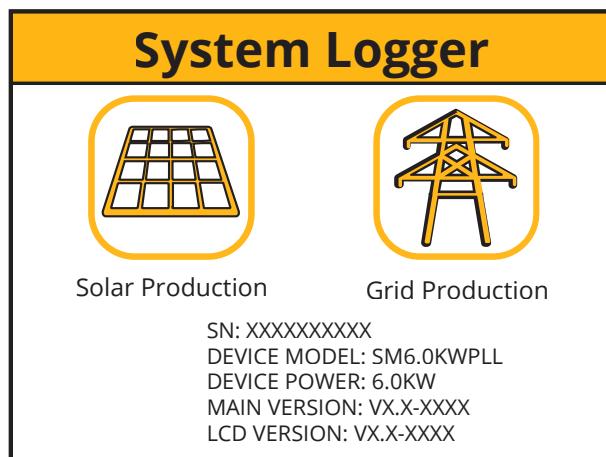 System Logger
Solar Production
Grid Production
SN: XXXXXXXXXX
DEVICE MODEL: SM6.0KWPLL
DEVICE POWER: 6.0KW
MAIN VERSION: VX.X-XXXX
LCD VERSION: VX.X-XXXX